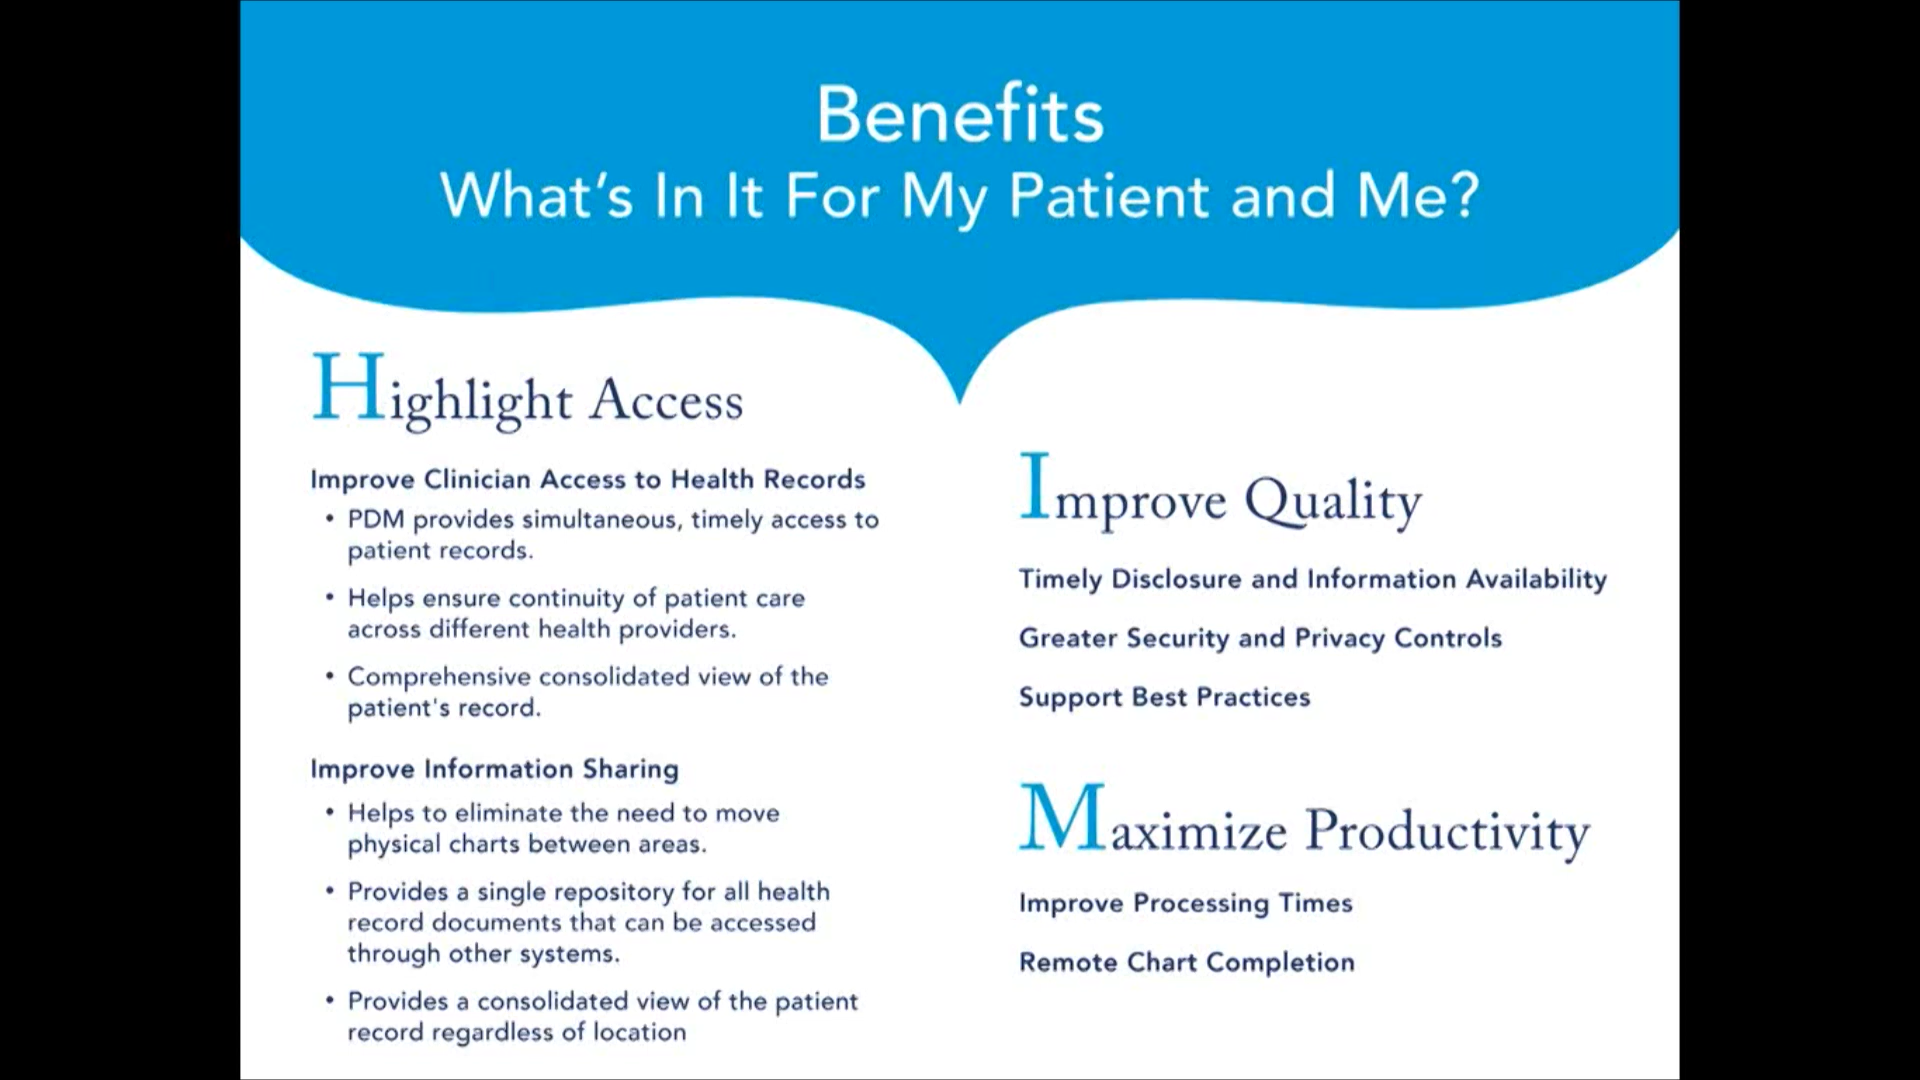 Benefits
What's In It For My Patient and Me?
Highlight Access
Improve Clinician Access to Health Records
• PDM provides simultaneous, timely access to
patient records.
• Helps ensure continuity of patient care
across different health providers.
• Comprehensive consolidated view of the
patient's record.
Improve Information Sharing
• Helps to eliminate the need to move
physical charts between areas.
• Provides a single repository for all health
record documents that can be accessed
through other systems.
• Provides a consolidated view of the patient
record regardless of location
Improve Quality
Timely Disclosure and Information Availability
Greater Security and Privacy Controls
Support Best Practices
Maximize Productivity
Improve Processing Times
Remote Chart Completion